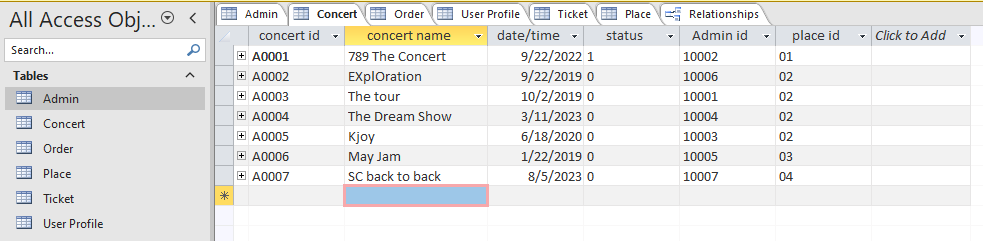 All Access Obj...
Search...
Tables
Admin
Concert
Order
Place
Ticket
User Profile
Admin Concert Order User Profile Ticket Place Relationships
concert id concert name date/time status Admin id place id Click to Add
A0001 789 The Concert 9/22/2022 1 10002 01
A0002 EXplOration 9/22/2019 0 10006 02
A0003 The tour 10/2/2019 0 10001 02
A0004 The Dream Show 3/11/2023 0 10004 02
A0005 Kjoy 6/18/2020 0 10003 02
A0006 May Jam 1/22/2019 0 10005 03
A0007 SC back to back 8/5/2023 0 10007 04